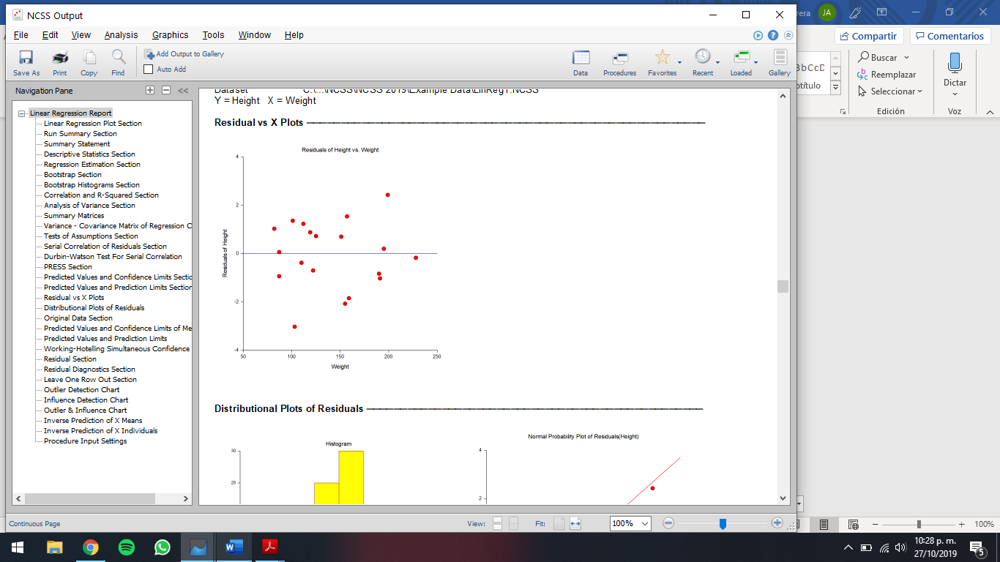 NCSS Output
File Edit View Analysis Graphics Tools Window Help
Save As Print Copy Find
Add Output to Gallery
Auto Add
Data Procedures Favorites Recent Loaded Gallery
Navigation Pane
Linear Regression Report
Linear Regression Plot Section
Run Summary Section
Summary Statement
Descriptive Statistics Section
Regression Estimation Section
Bootstrap Section
Bootstrap Histograms Section
Correlation and R-Squared Section
Analysis of Variance Section
Summary Matrices
Variance - Covariance Matrix of Regression C
Tests of Assumptions Section
Serial Correlation of Residuals Section
Durbin-Watson Test For Serial Correlation
PRESS Section
Predicted Values and Confidence Limits Sectio
Predicted Values and Prediction Limits Section
Residual vs X Plots
Distributional Plots of Residuals
Original Data Section
Predicted Values and Confidence Limits of Me
Predicted Values and Prediction Limits
Working-Hotelling Simultaneous Confidence
Residual Section
Residual Diagnostics Section
Leave One Row Out Section
Outlier Detection Chart
Influence Detection Chart
Outlier & Influence Chart
Inverse Prediction of X Means
Inverse Prediction of X Individuals
Procedure Input Settings
Dataset C:\...\NCSS\NCSS 2019\Example Data\LinReg1.NCSS
Y = Height X = Weight
Residual vs X Plots
Residuals of Height vs. Weight
4
2
0
-2
-4
Residuals of Height
50 100 150 200 250
Weight
Distributional Plots of Residuals
Histogram
30
25
Normal Probability Plot of Residuals(Height)
4
2
Continuous Page
View:
Fit:
100%
rera
JA
Compartir
Comentarios
BbCcD
btítulo
Buscar
Reemplazar
Seleccionar
Edición
Dictar
Voz
100%
10:28 p. m.
27/10/2019
5